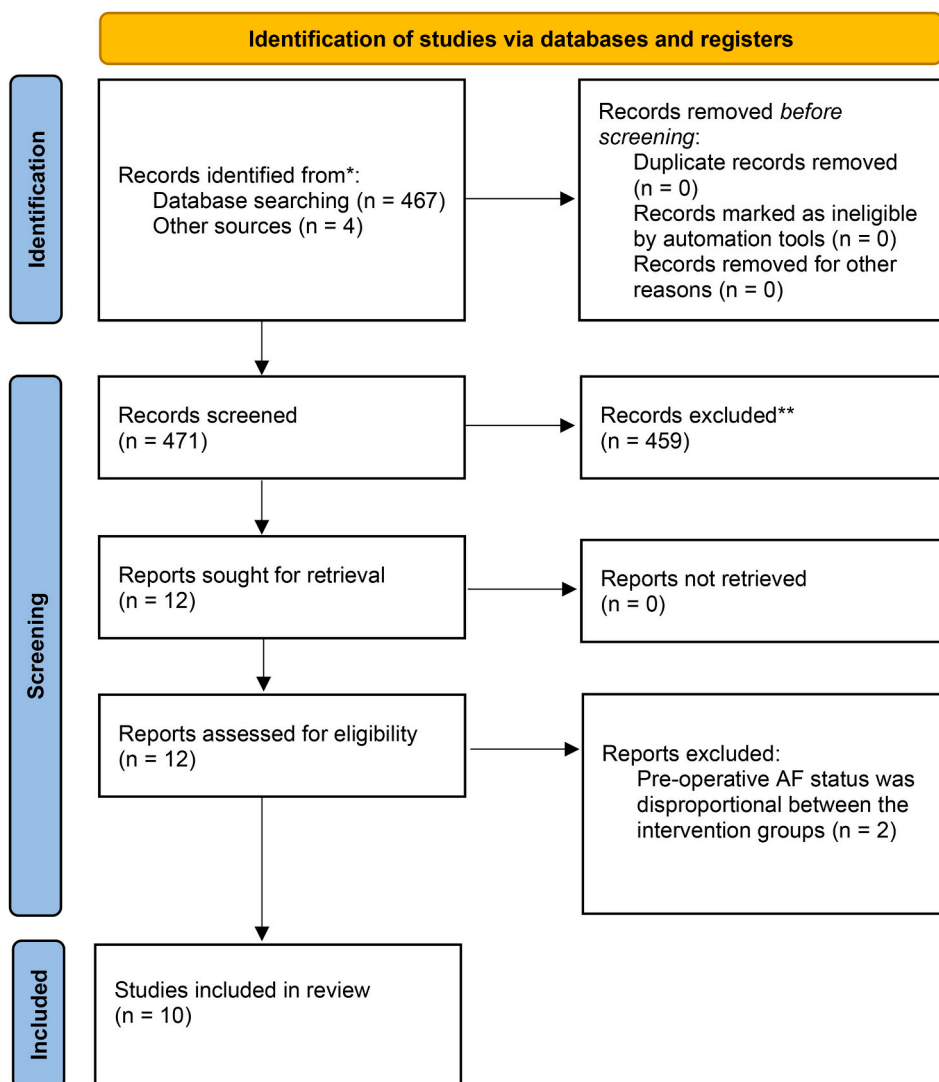 Identification of studies via databases and registers
Identification
Records identified from*:
Database searching (n = 467)
Other sources (n = 4)
Records removed before
screening:
Duplicate records removed
(n = 0)
Records marked as ineligible
by automation tools (n = 0)
Records removed for other
reasons (n = 0)
Screening
Records screened
(n = 471)
Records excluded**
(n = 459)
Reports sought for retrieval
(n = 12)
Reports not retrieved
(n = 0)
Reports assessed for eligibility
(n = 12)
Reports excluded:
Pre-operative AF status was
disproportional between the
intervention groups (n = 2)
Included
Studies included in review
(n = 10)